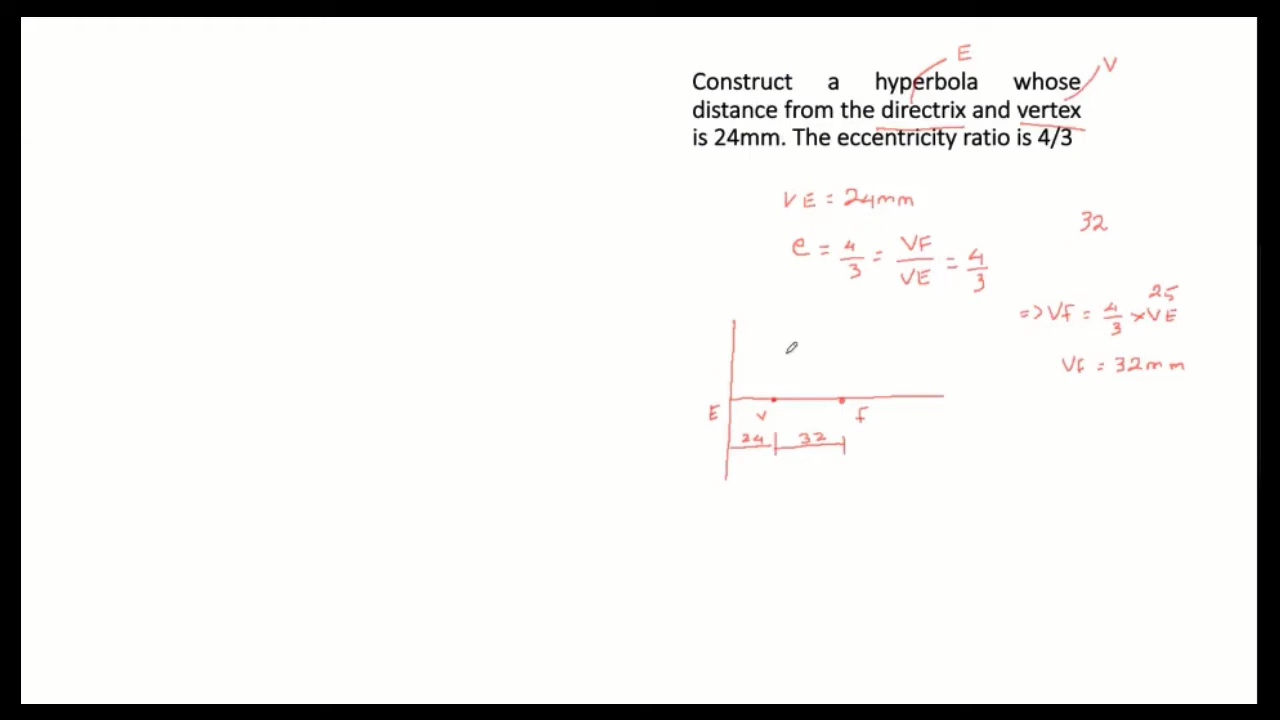 E
V
Construct a hyperbola whose
distance from the directrix and vertex
is 24mm. The eccentricity ratio is 4/3
VE = 24mm
32
e = 4/3 = VF/VE = 4/3
25
=> Vf = 4/3 × VE
Vf = 32mm
E V f
24 32